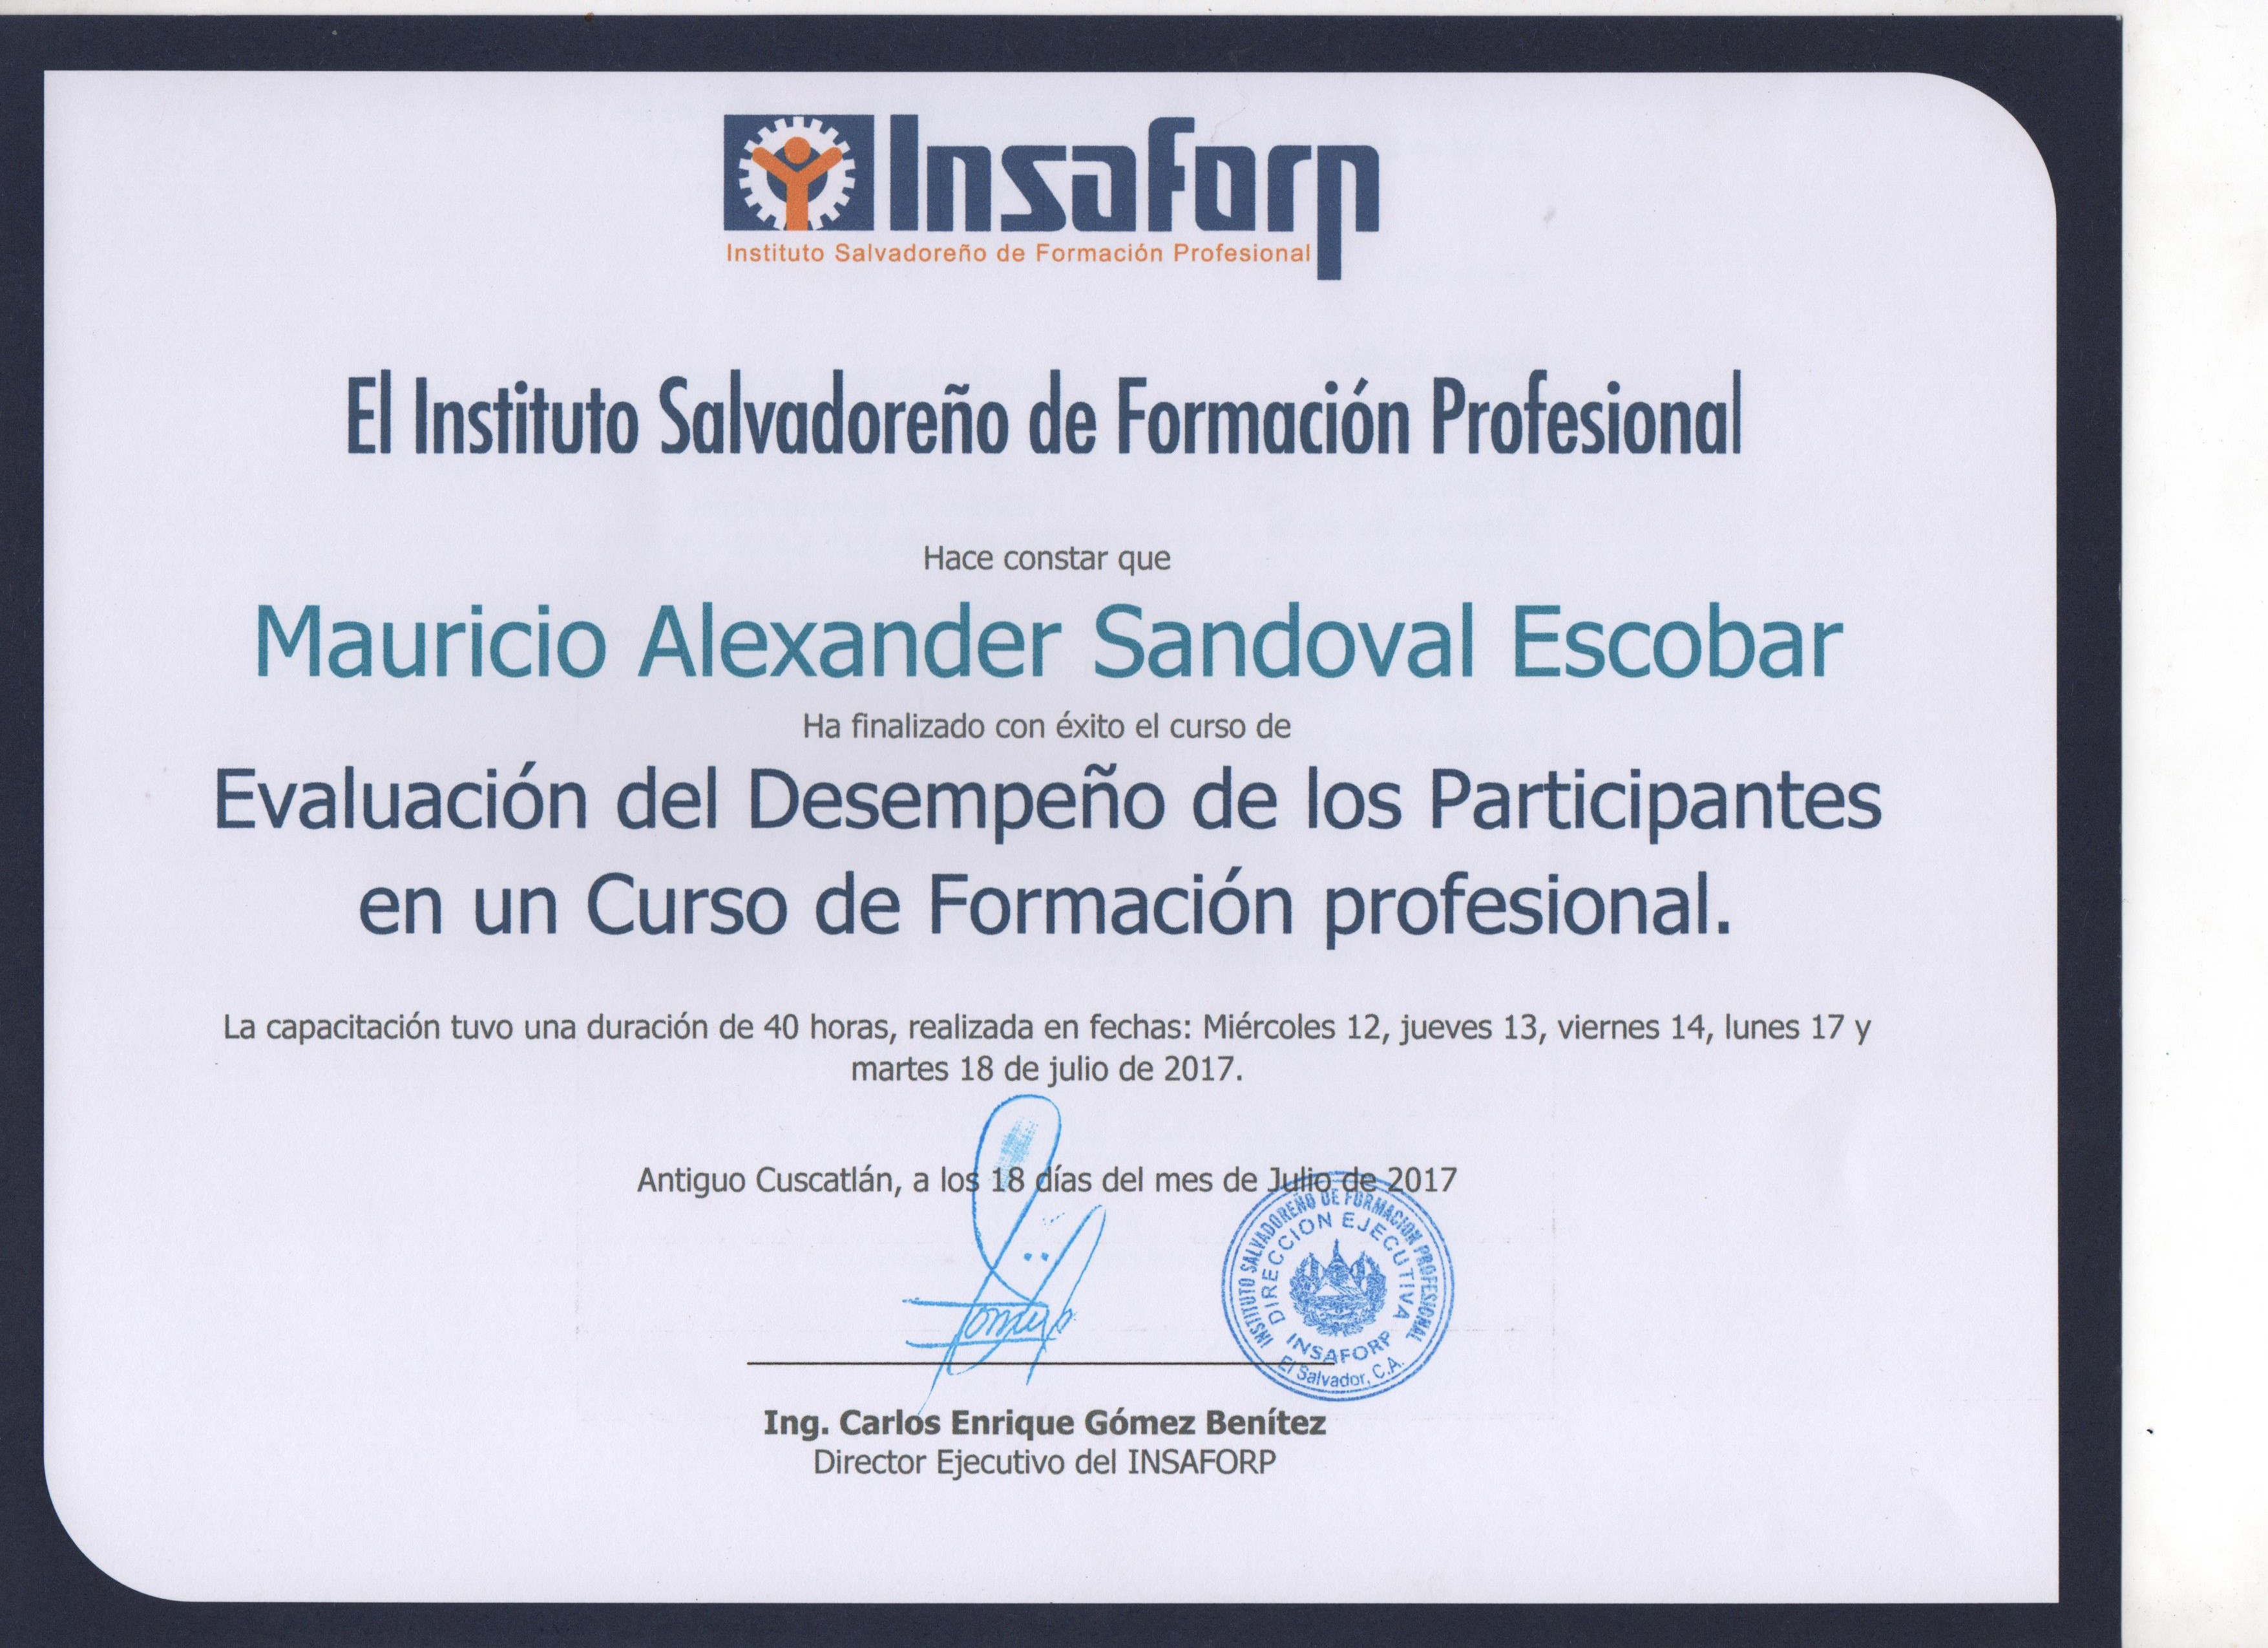 Insaforp
Instituto Salvadoreño de Formación Profesional
El Instituto Salvadoreño de Formación Profesional
Hace constar que
Mauricio Alexander Sandoval Escobar
Ha finalizado con éxito el curso de
Evaluación del Desempeño de los Participantes
en un Curso de Formación profesional.
La capacitación tuvo una duración de 40 horas, realizada en fechas: Miércoles 12, jueves 13, viernes 14, lunes 17 y
martes 18 de julio de 2017.
Antiguo Cuscatlán, a los 18 días del mes de Julio de 2017
INSTITUTO SALVADOREÑO DE FORMACION PROFESIONAL
DIRECCION EJECUTIVA
INSAFORP
El Salvador, C.A.
Ing. Carlos Enrique Gómez Benítez
Director Ejecutivo del INSAFORP